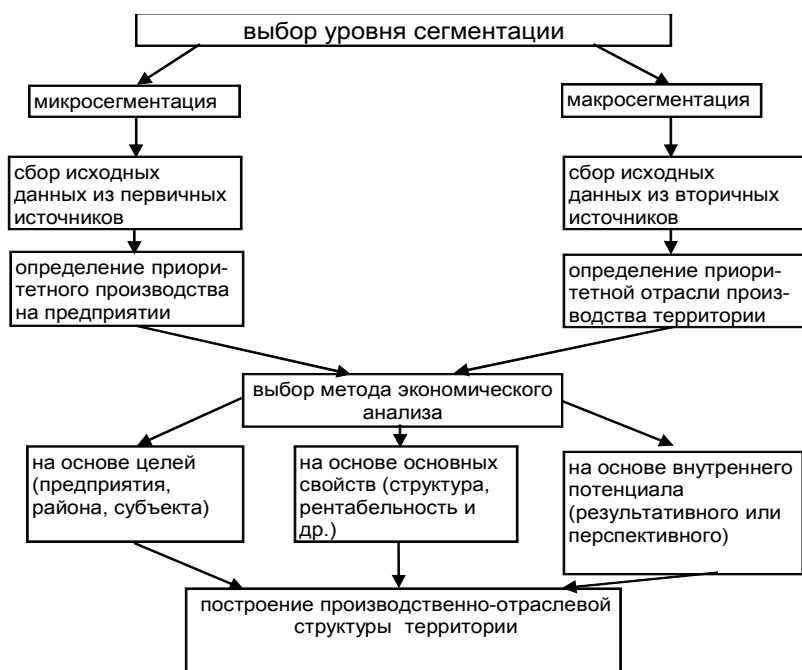 выбор уровня сегментации
микросегментация
макросегментация
сбор исходных
данных из первичных
источников
сбор исходных
данных из вторичных
источников
определение приори-
тетного производства
на предприятии
определение приори-
тетной отрасли произ-
водства территории
выбор метода экономического
анализа
на основе целей
(предприятия,
района, субъекта)
на основе основных
свойств (структура,
рентабельность и
др.)
на основе внутреннего
потенциала
(результативного или
перспективного)
построение производственно-отраслевой
структуры территории